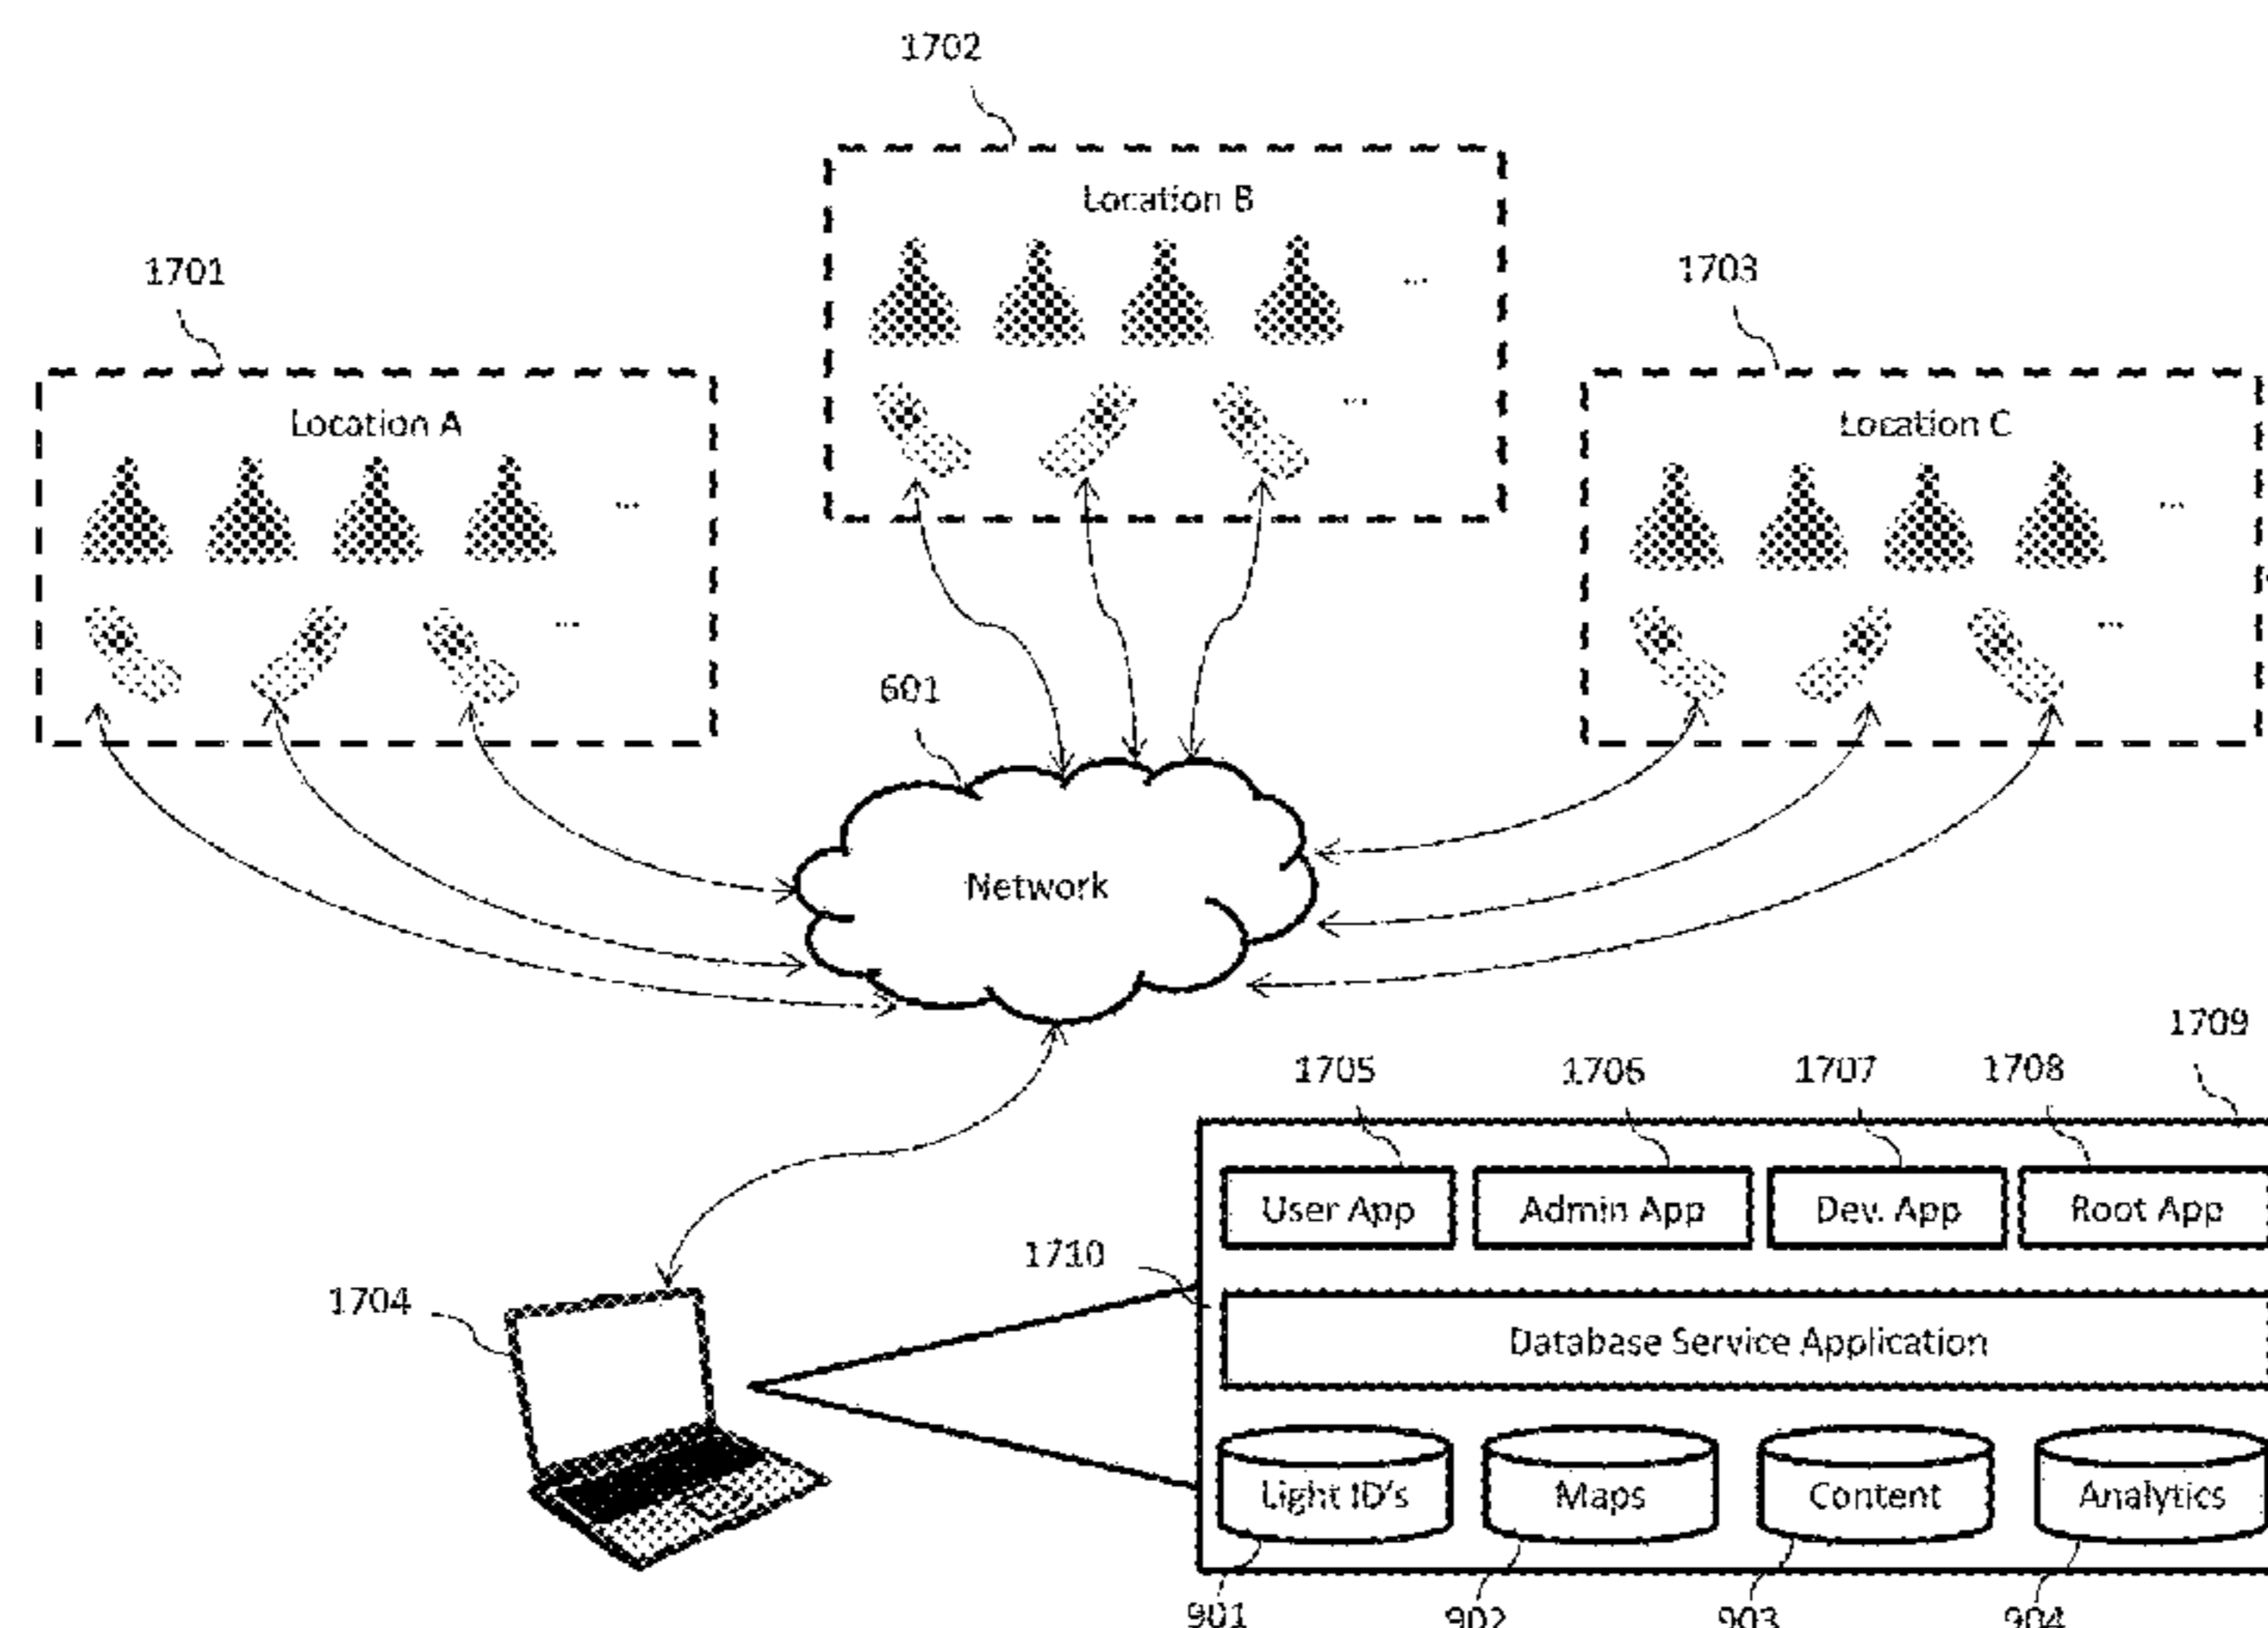 1702
Location B
...
...
1701
Location A
...
...
1703
Location C
...
...
601
Network
1709
1705 1706 1707 1708
User App Admin App Dev. App Root App
1710
1704
Database Service Application
Light ID's Maps Content Analytics
901 902 903 904